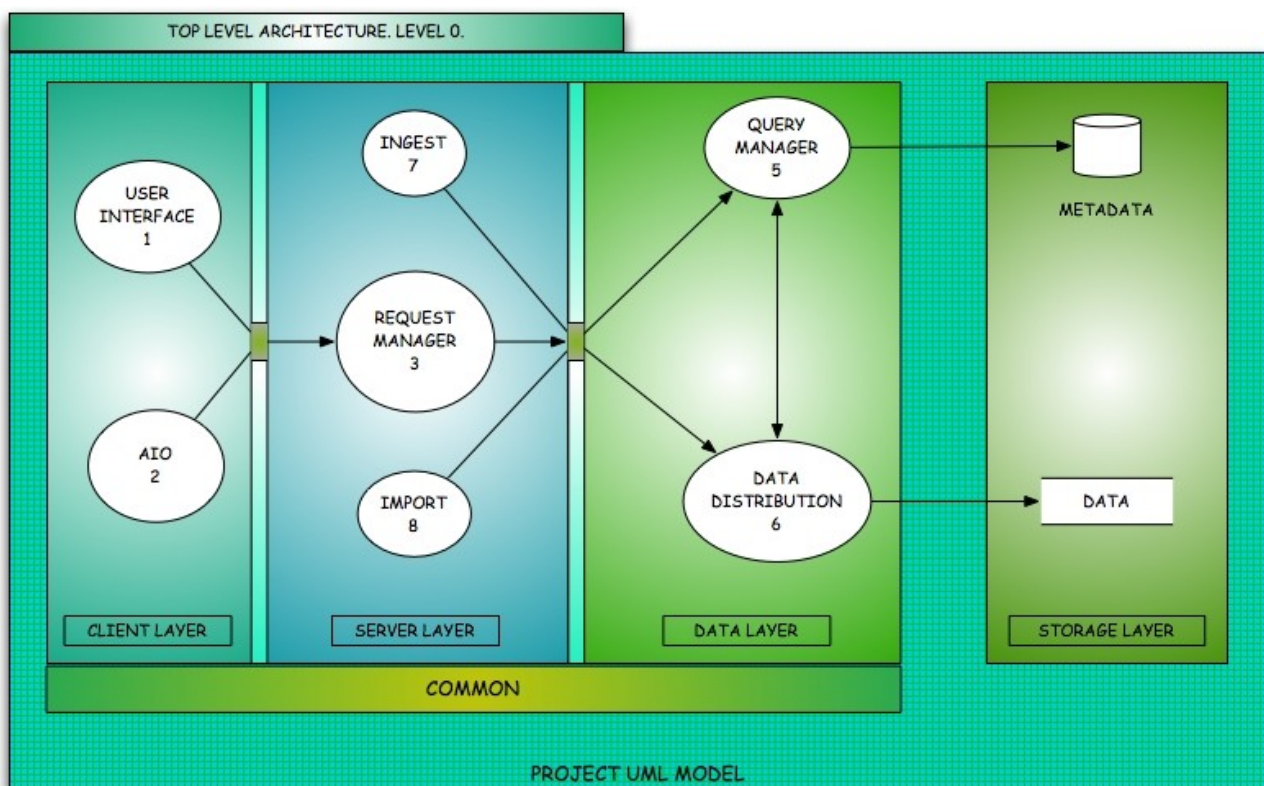 TOP LEVEL ARCHITECTURE. LEVEL 0.
USER
INTERFACE
1
AIO
2
CLIENT LAYER
INGEST
7
REQUEST
MANAGER
3
IMPORT
8
SERVER LAYER
QUERY
MANAGER
5
DATA
DISTRIBUTION
6
DATA LAYER
METADATA
DATA
STORAGE LAYER
COMMON
PROJECT UML MODEL